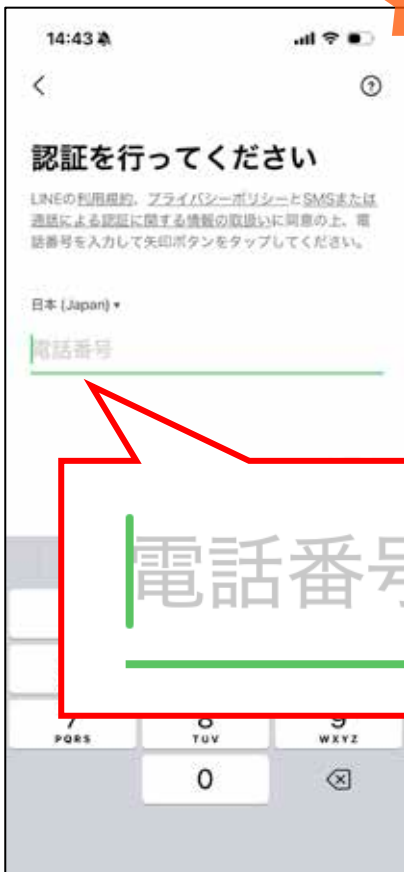 14:43
認証を行ってください
LINEの利用規約、プライバシーポリシーとSMSまたは
通話による認証に関する情報の取扱いに同意の上、電
話番号を入力して矢印ボタンをタップしてください。
日本 (Japan)
電話番号
電話番号
7 8 9
PQRS TUV WXYZ
0